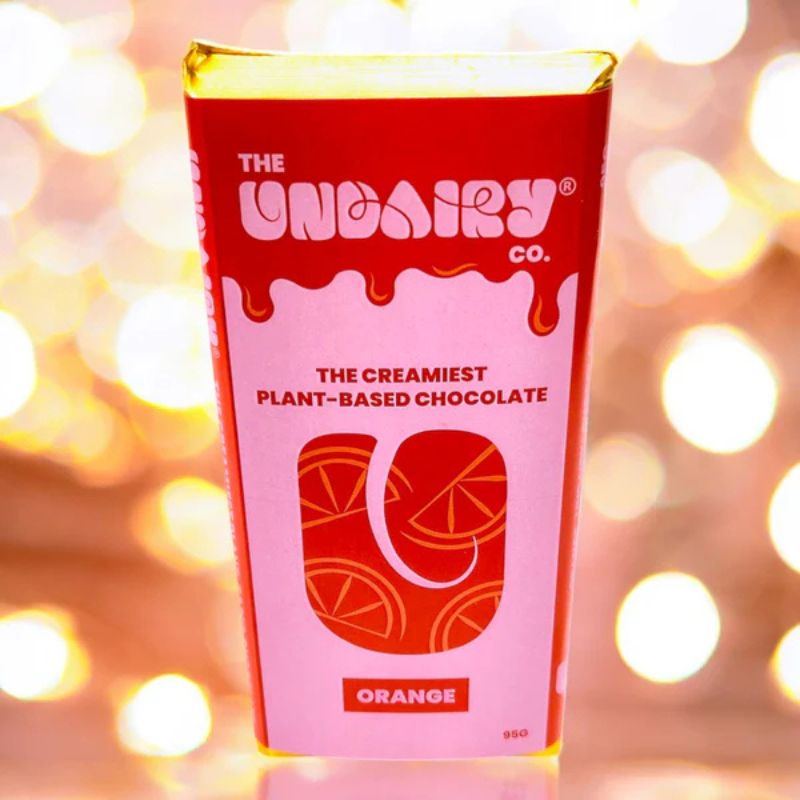 THE
UNDAIRY®
CO.
THE CREAMIEST
PLANT-BASED CHOCOLATE
ORANGE
95G